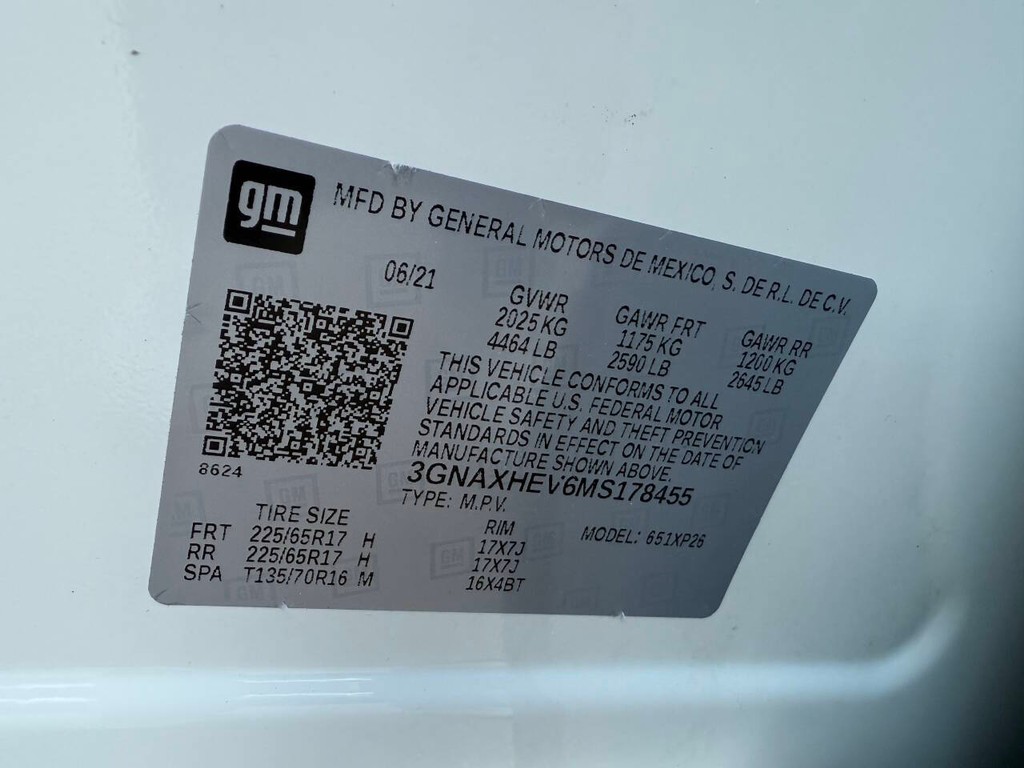 gm
MFD BY GENERAL MOTORS DE MEXICO, S. DE R.L. DE C.V.
06/21
GVWR GAWR FRT GAWR RR
2025 KG 1175 KG 1200 KG
4464 LB 2590 LB 2645 LB
THIS VEHICLE CONFORMS TO ALL
APPLICABLE U.S. FEDERAL MOTOR
VEHICLE SAFETY AND THEFT PREVENTION
STANDARDS IN EFFECT ON THE DATE OF
MANUFACTURE SHOWN ABOVE.
8624
3GNAXHEV6MS178455
TYPE: M.P.V.
MODEL: 651XP26
TIRE SIZE RIM
FRT 225/65R17 H 17X7J
RR 225/65R17 H 17X7J
SPA T135/70R16 M 16X4BT